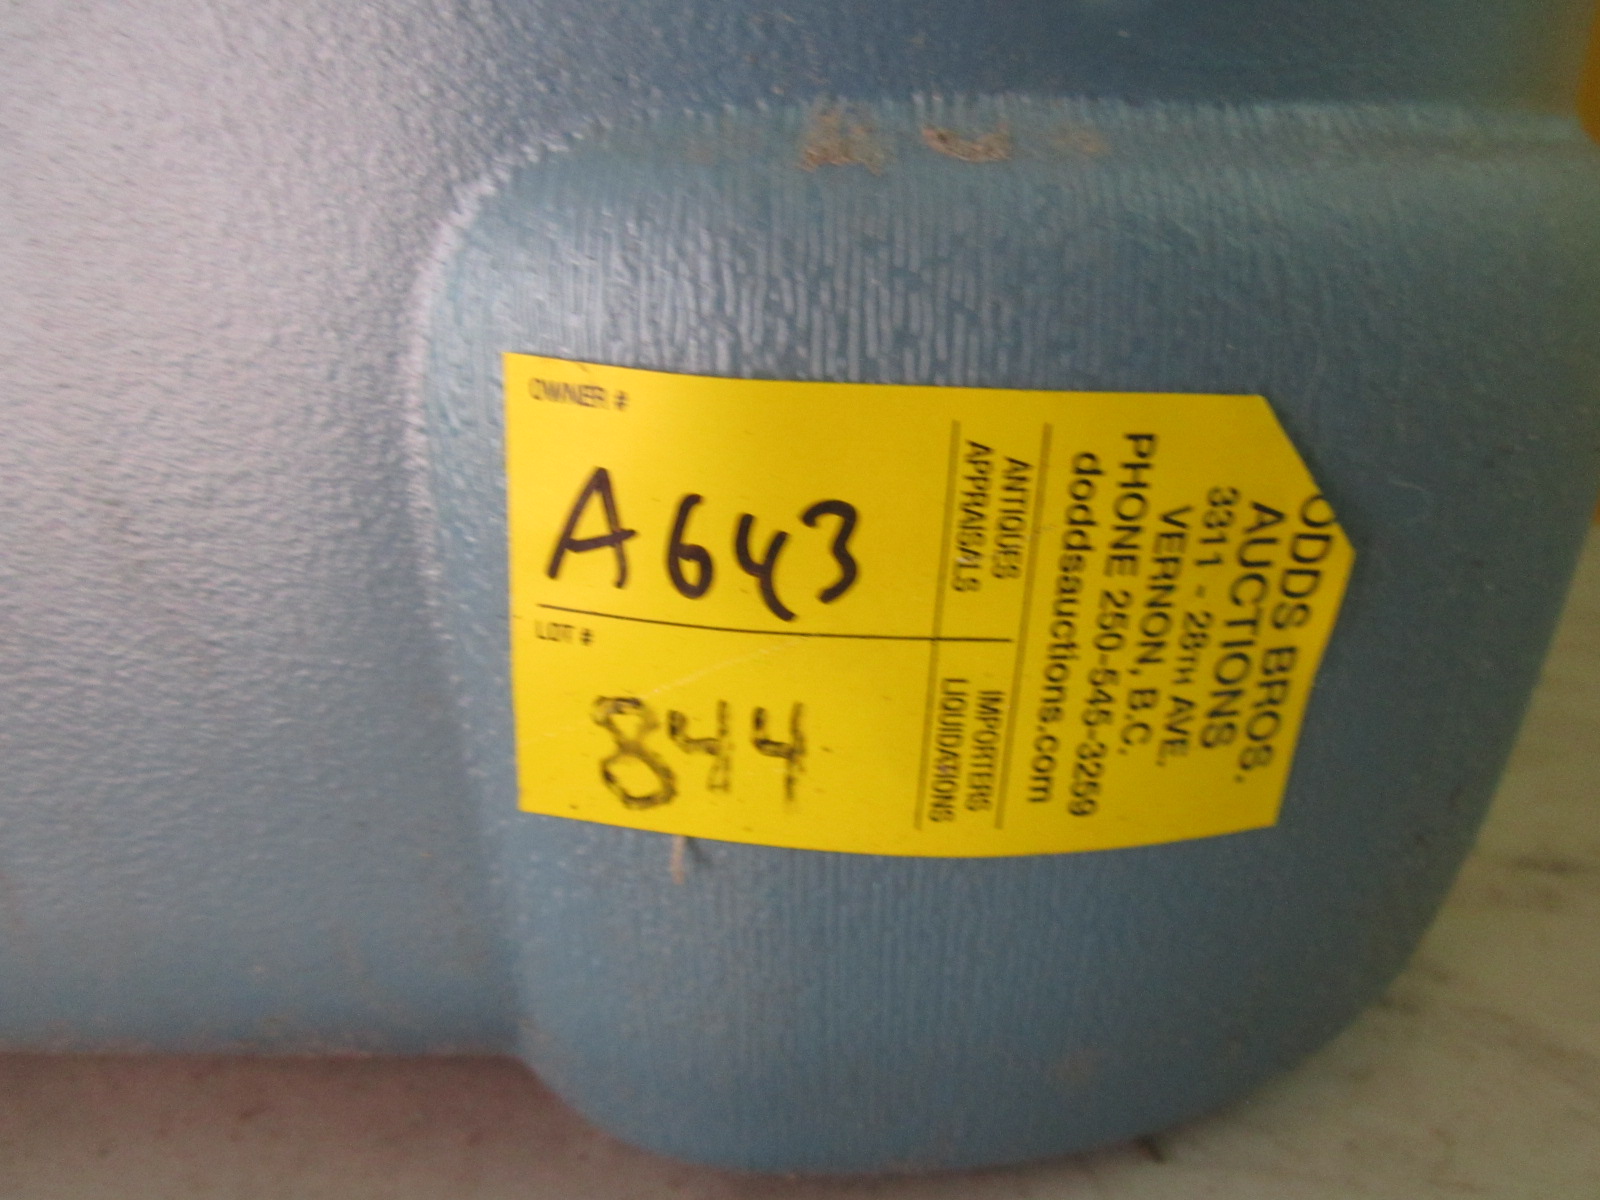 OWNER #
A643
LOT #
844
ANTIQUES
APPRAISALS
IMPORTERS
LIQUIDATIONS
DODDS BROS.
AUCTIONS
3311 - 28TH AVE.
VERNON, B.C.
PHONE 250-545-3259
doddsauctions.com